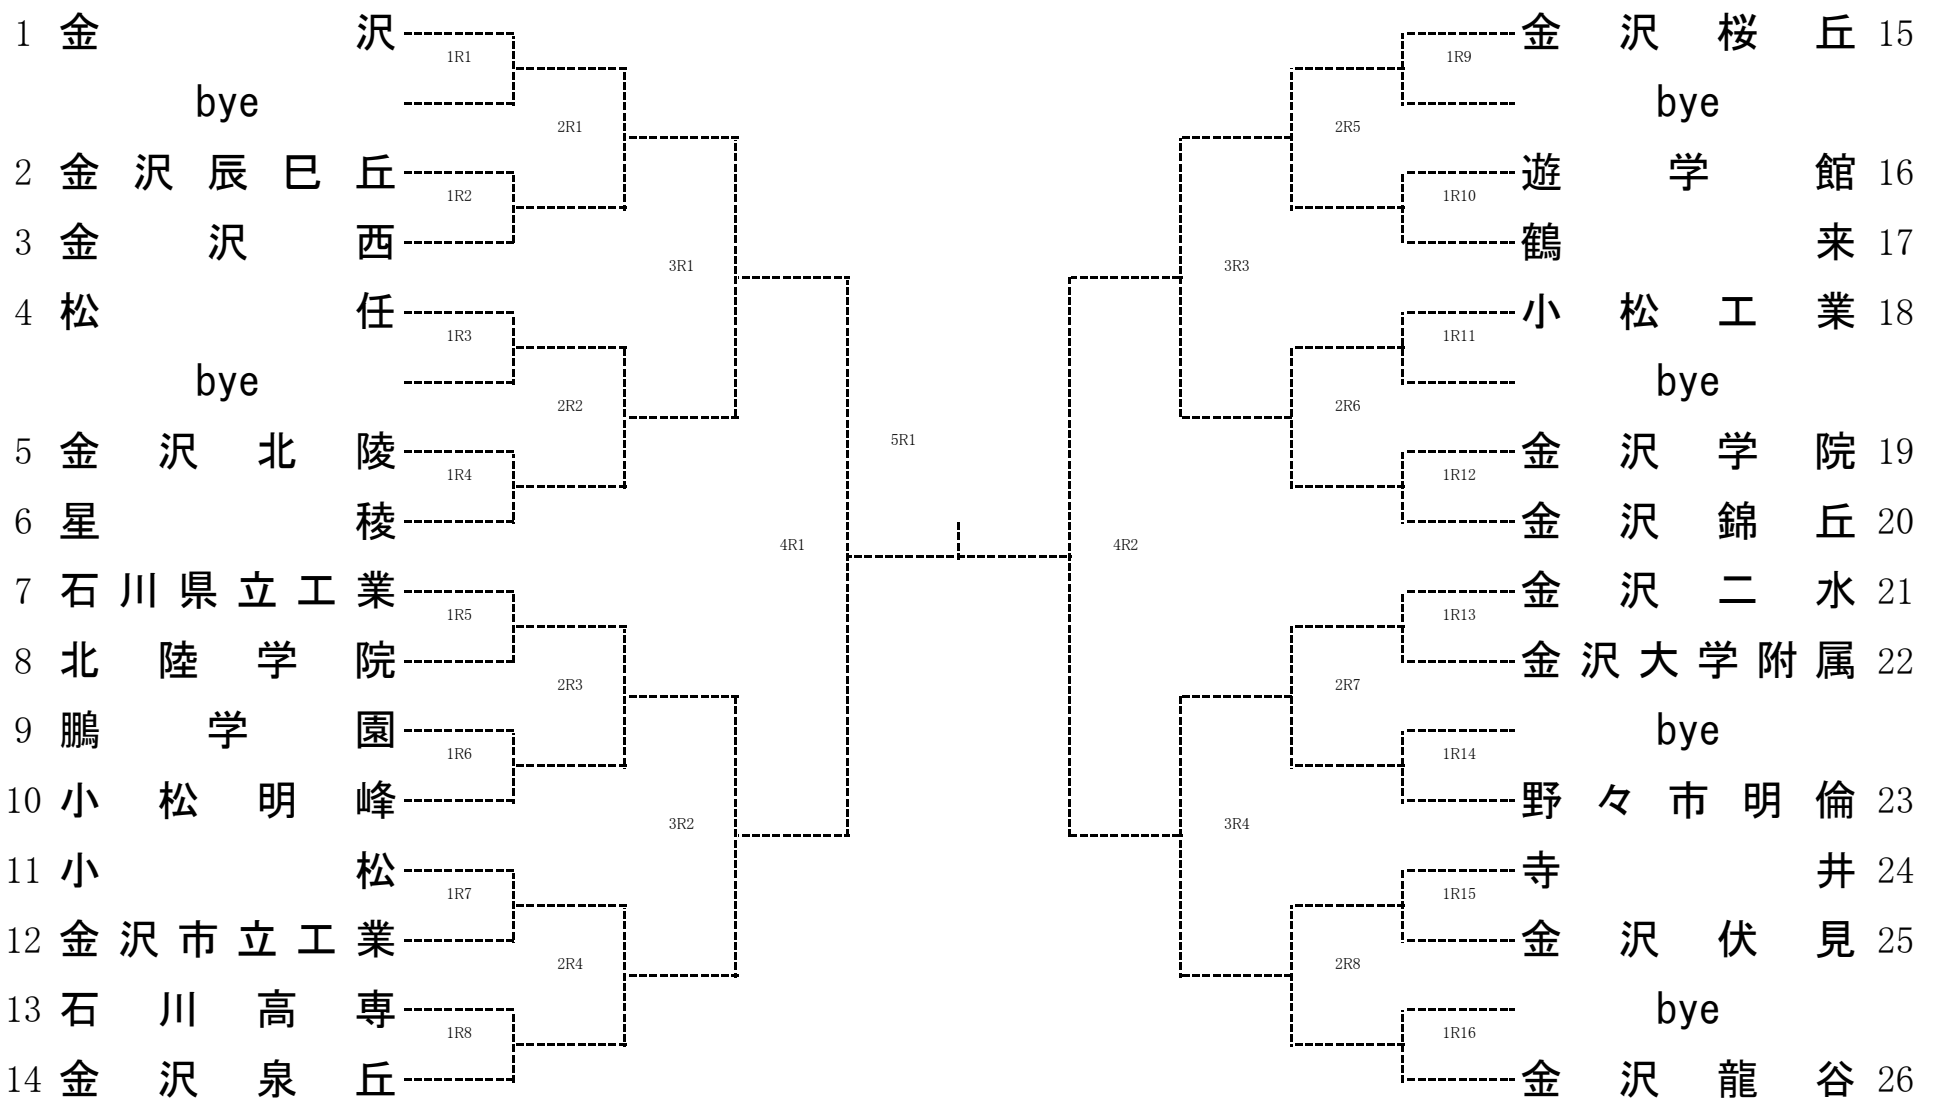 1 金沢
1R1
bye
2R1
2 金沢辰巳丘
1R2
3 金沢西
3R1
4 松任
1R3
bye
2R2
5 金沢北陵
1R4
6 星稜
4R1
7 石川県立工業
1R5
8 北陸学院
2R3
9 鵬学園
1R6
10 小松明峰
3R2
11 小松
1R7
12 金沢市立工業
2R4
13 石川高専
1R8
14 金沢泉丘
5R1
金沢桜丘 15
1R9
bye
2R5
遊学館 16
1R10
鶴来 17
3R3
小松工業 18
1R11
bye
2R6
金沢学院 19
1R12
金沢錦丘 20
4R2
金沢二水 21
1R13
金沢大学附属 22
2R7
bye
1R14
野々市明倫 23
3R4
寺井 24
1R15
金沢伏見 25
2R8
bye
1R16
金沢龍谷 26